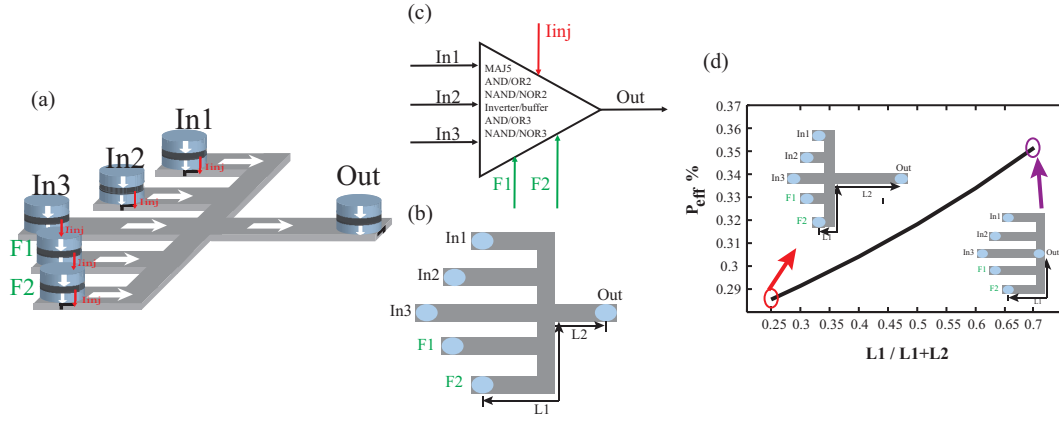 (a)
In1
In2
In3
Out
F1
F2
Iinj
Iinj
Iinj
Iinj
Iinj
(c)
Iinj
In1
In2
In3
MAJ5
AND/OR2
NAND/NOR2
Inverter/buffer
AND/OR3
NAND/NOR3
Out
F1
F2
(b)
In1
In2
In3
F1
F2
Out
L2
L1
(d)
P_eff %
0.37
0.36
0.35
0.34
0.33
0.32
0.31
0.3
0.29
0.25 0.3 0.35 0.4 0.45 0.5 0.55 0.6 0.65 0.7
L1 / L1+L2
In1
In2
In3
F1
F2
Out
L2
L1
In1
In2
In3
F1
F2
Out
L1